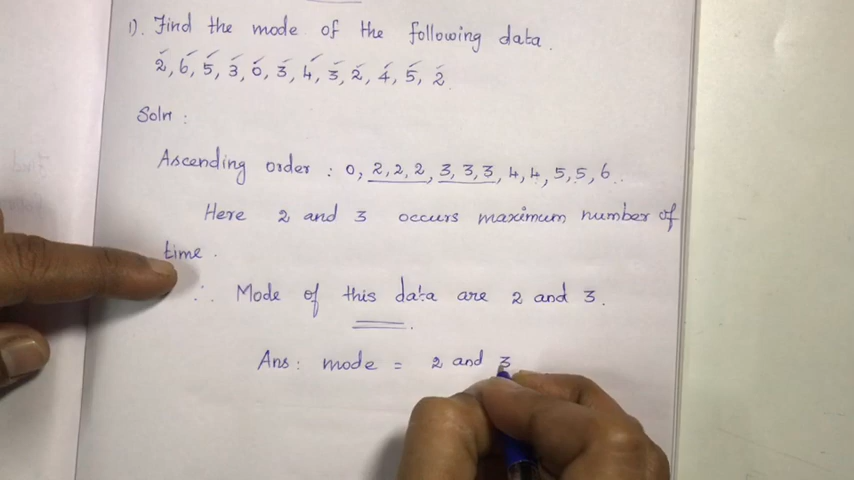 1). Find the mode of the following data.
2, 6, 5, 3, 0, 3, 4, 3, 2, 4, 5, 2
Soln :
Ascending order : 0, 2, 2, 2, 3, 3, 3, 4, 4, 5, 5, 6.
Here 2 and 3 occurs maximum number of
time.
∴ Mode of this data are 2 and 3.
Ans : mode = 2 and 3